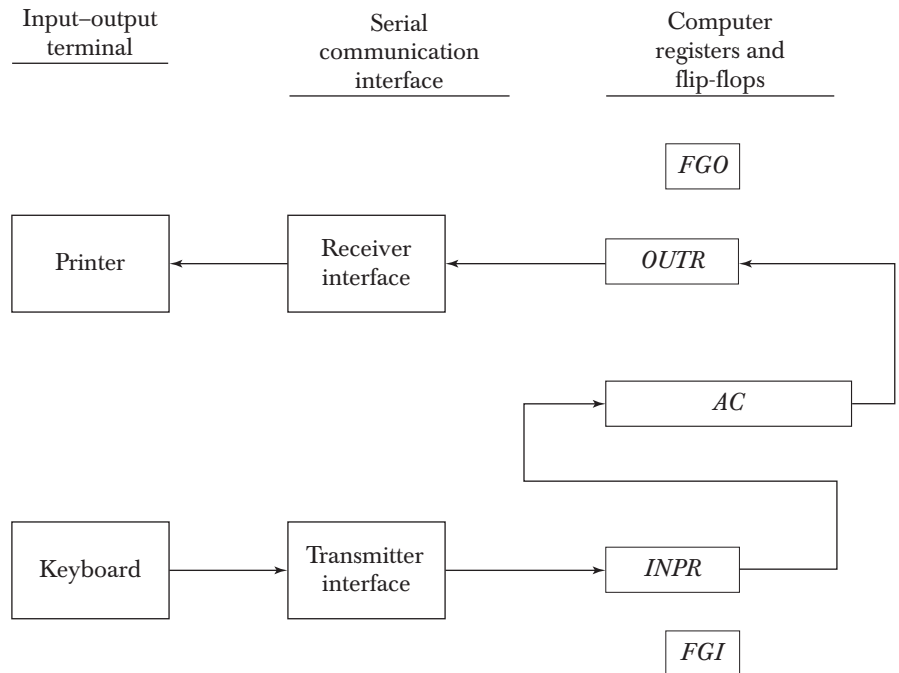 Input–output
terminal
Serial
communication
interface
Computer
registers and
flip-flops
FGO
Printer
Receiver
interface
OUTR
AC
Keyboard
Transmitter
interface
INPR
FGI